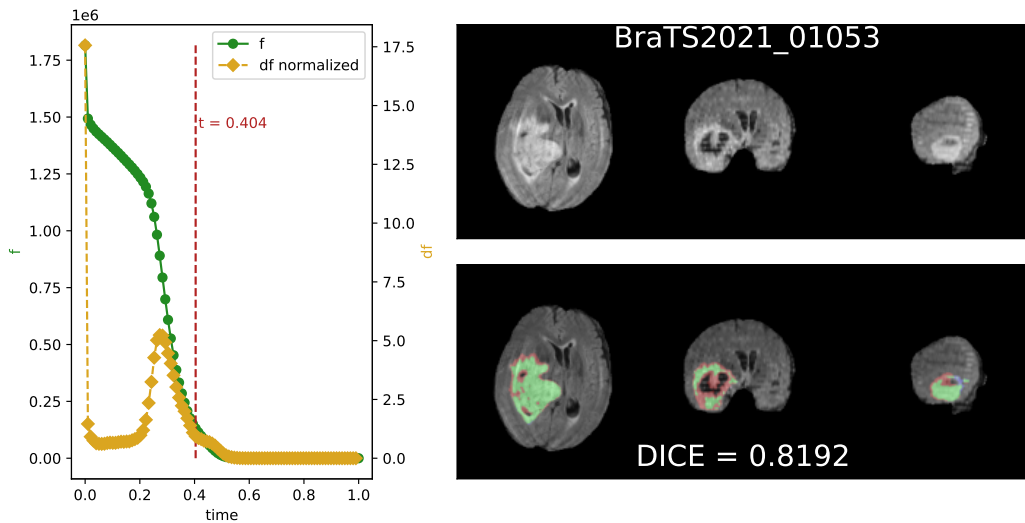 1e6
f
df normalized
t = 0.404
1.75
1.50
1.25
1.00
0.75
0.50
0.25
0.00
f
17.5
15.0
12.5
10.0
7.5
5.0
2.5
0.0
df
0.0 0.2 0.4 0.6 0.8 1.0
time
BraTS2021_01053
DICE = 0.8192